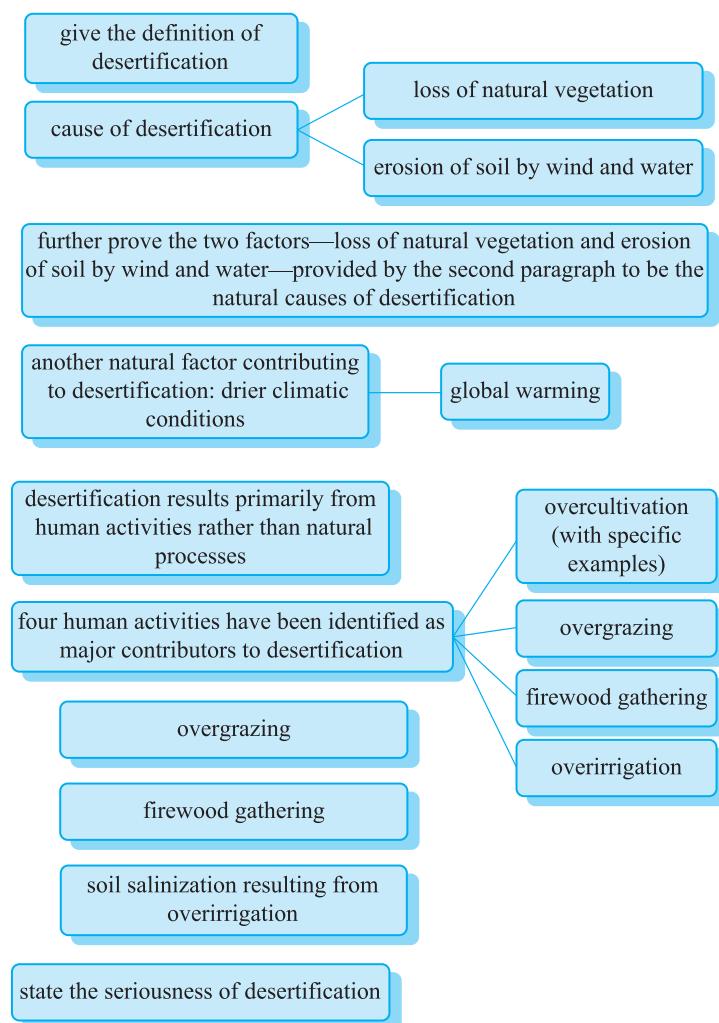 give the definition of
desertification
cause of desertification
loss of natural vegetation
erosion of soil by wind and water
further prove the two factors—loss of natural vegetation and erosion
of soil by wind and water—provided by the second paragraph to be the
natural causes of desertification
another natural factor contributing
to desertification: drier climatic
conditions
global warming
desertification results primarily from
human activities rather than natural
processes
four human activities have been identified as
major contributors to desertification
overcultivation
(with specific
examples)
overgrazing
firewood gathering
overirrigation
overgrazing
firewood gathering
soil salinization resulting from
overirrigation
state the seriousness of desertification